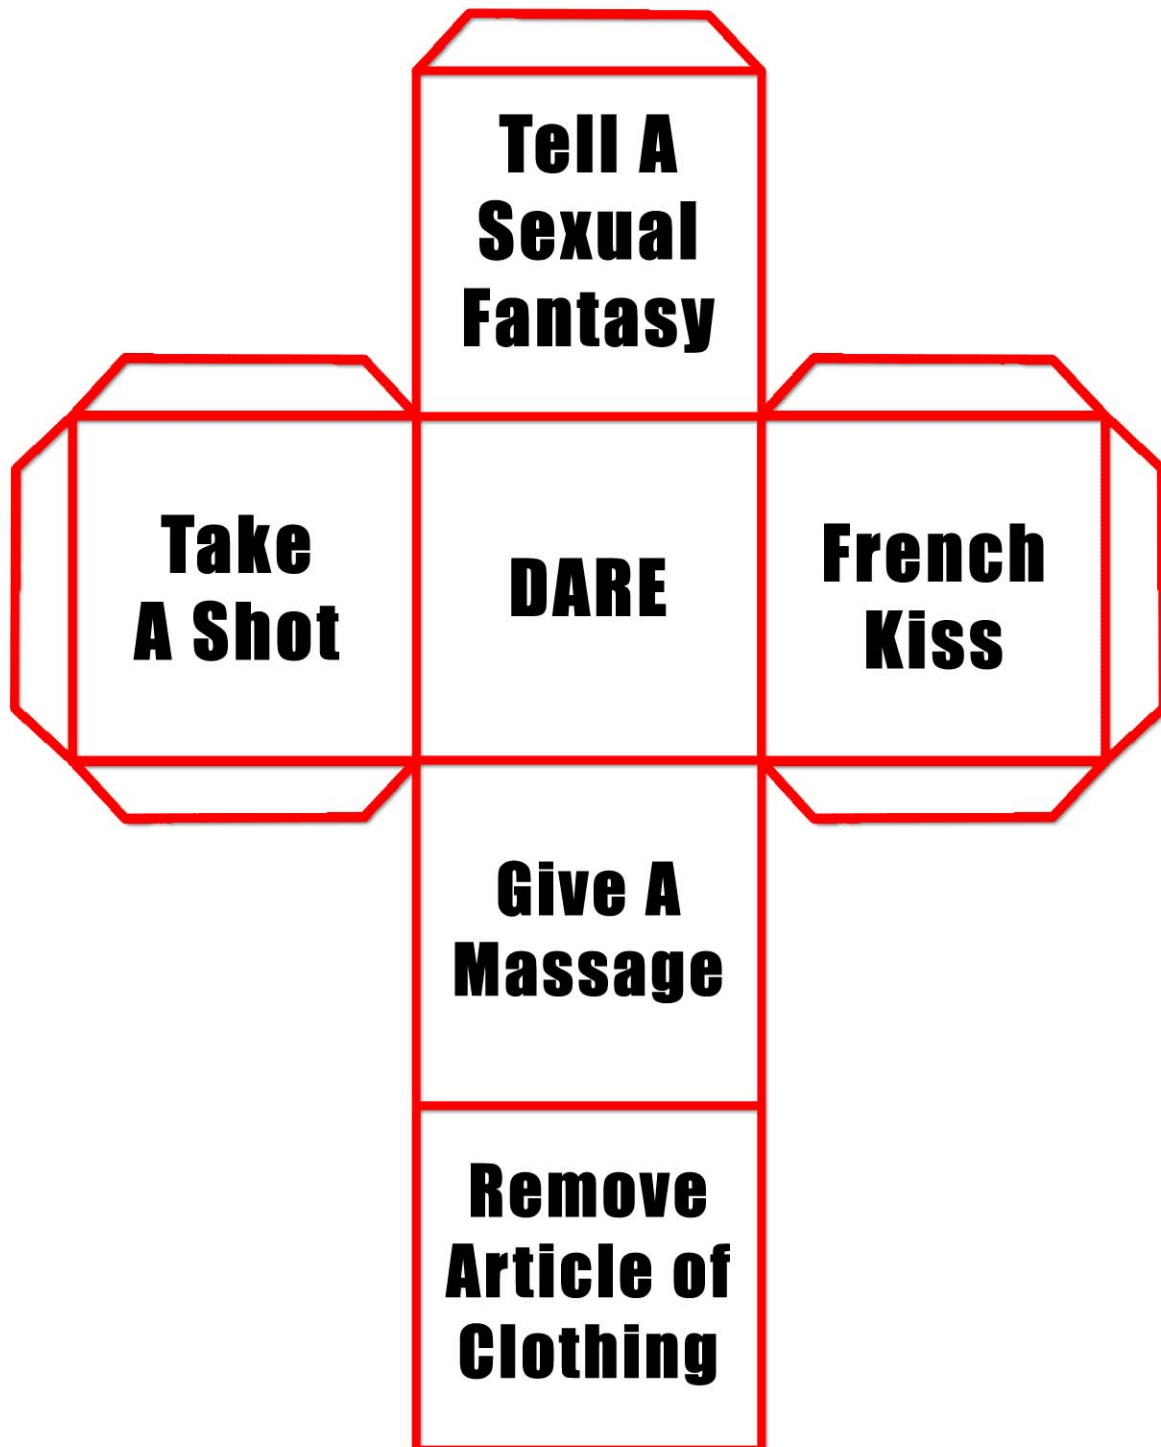 Tell A
Sexual
Fantasy
Take
A Shot
DARE
French
Kiss
Give A
Massage
Remove
Article of
Clothing